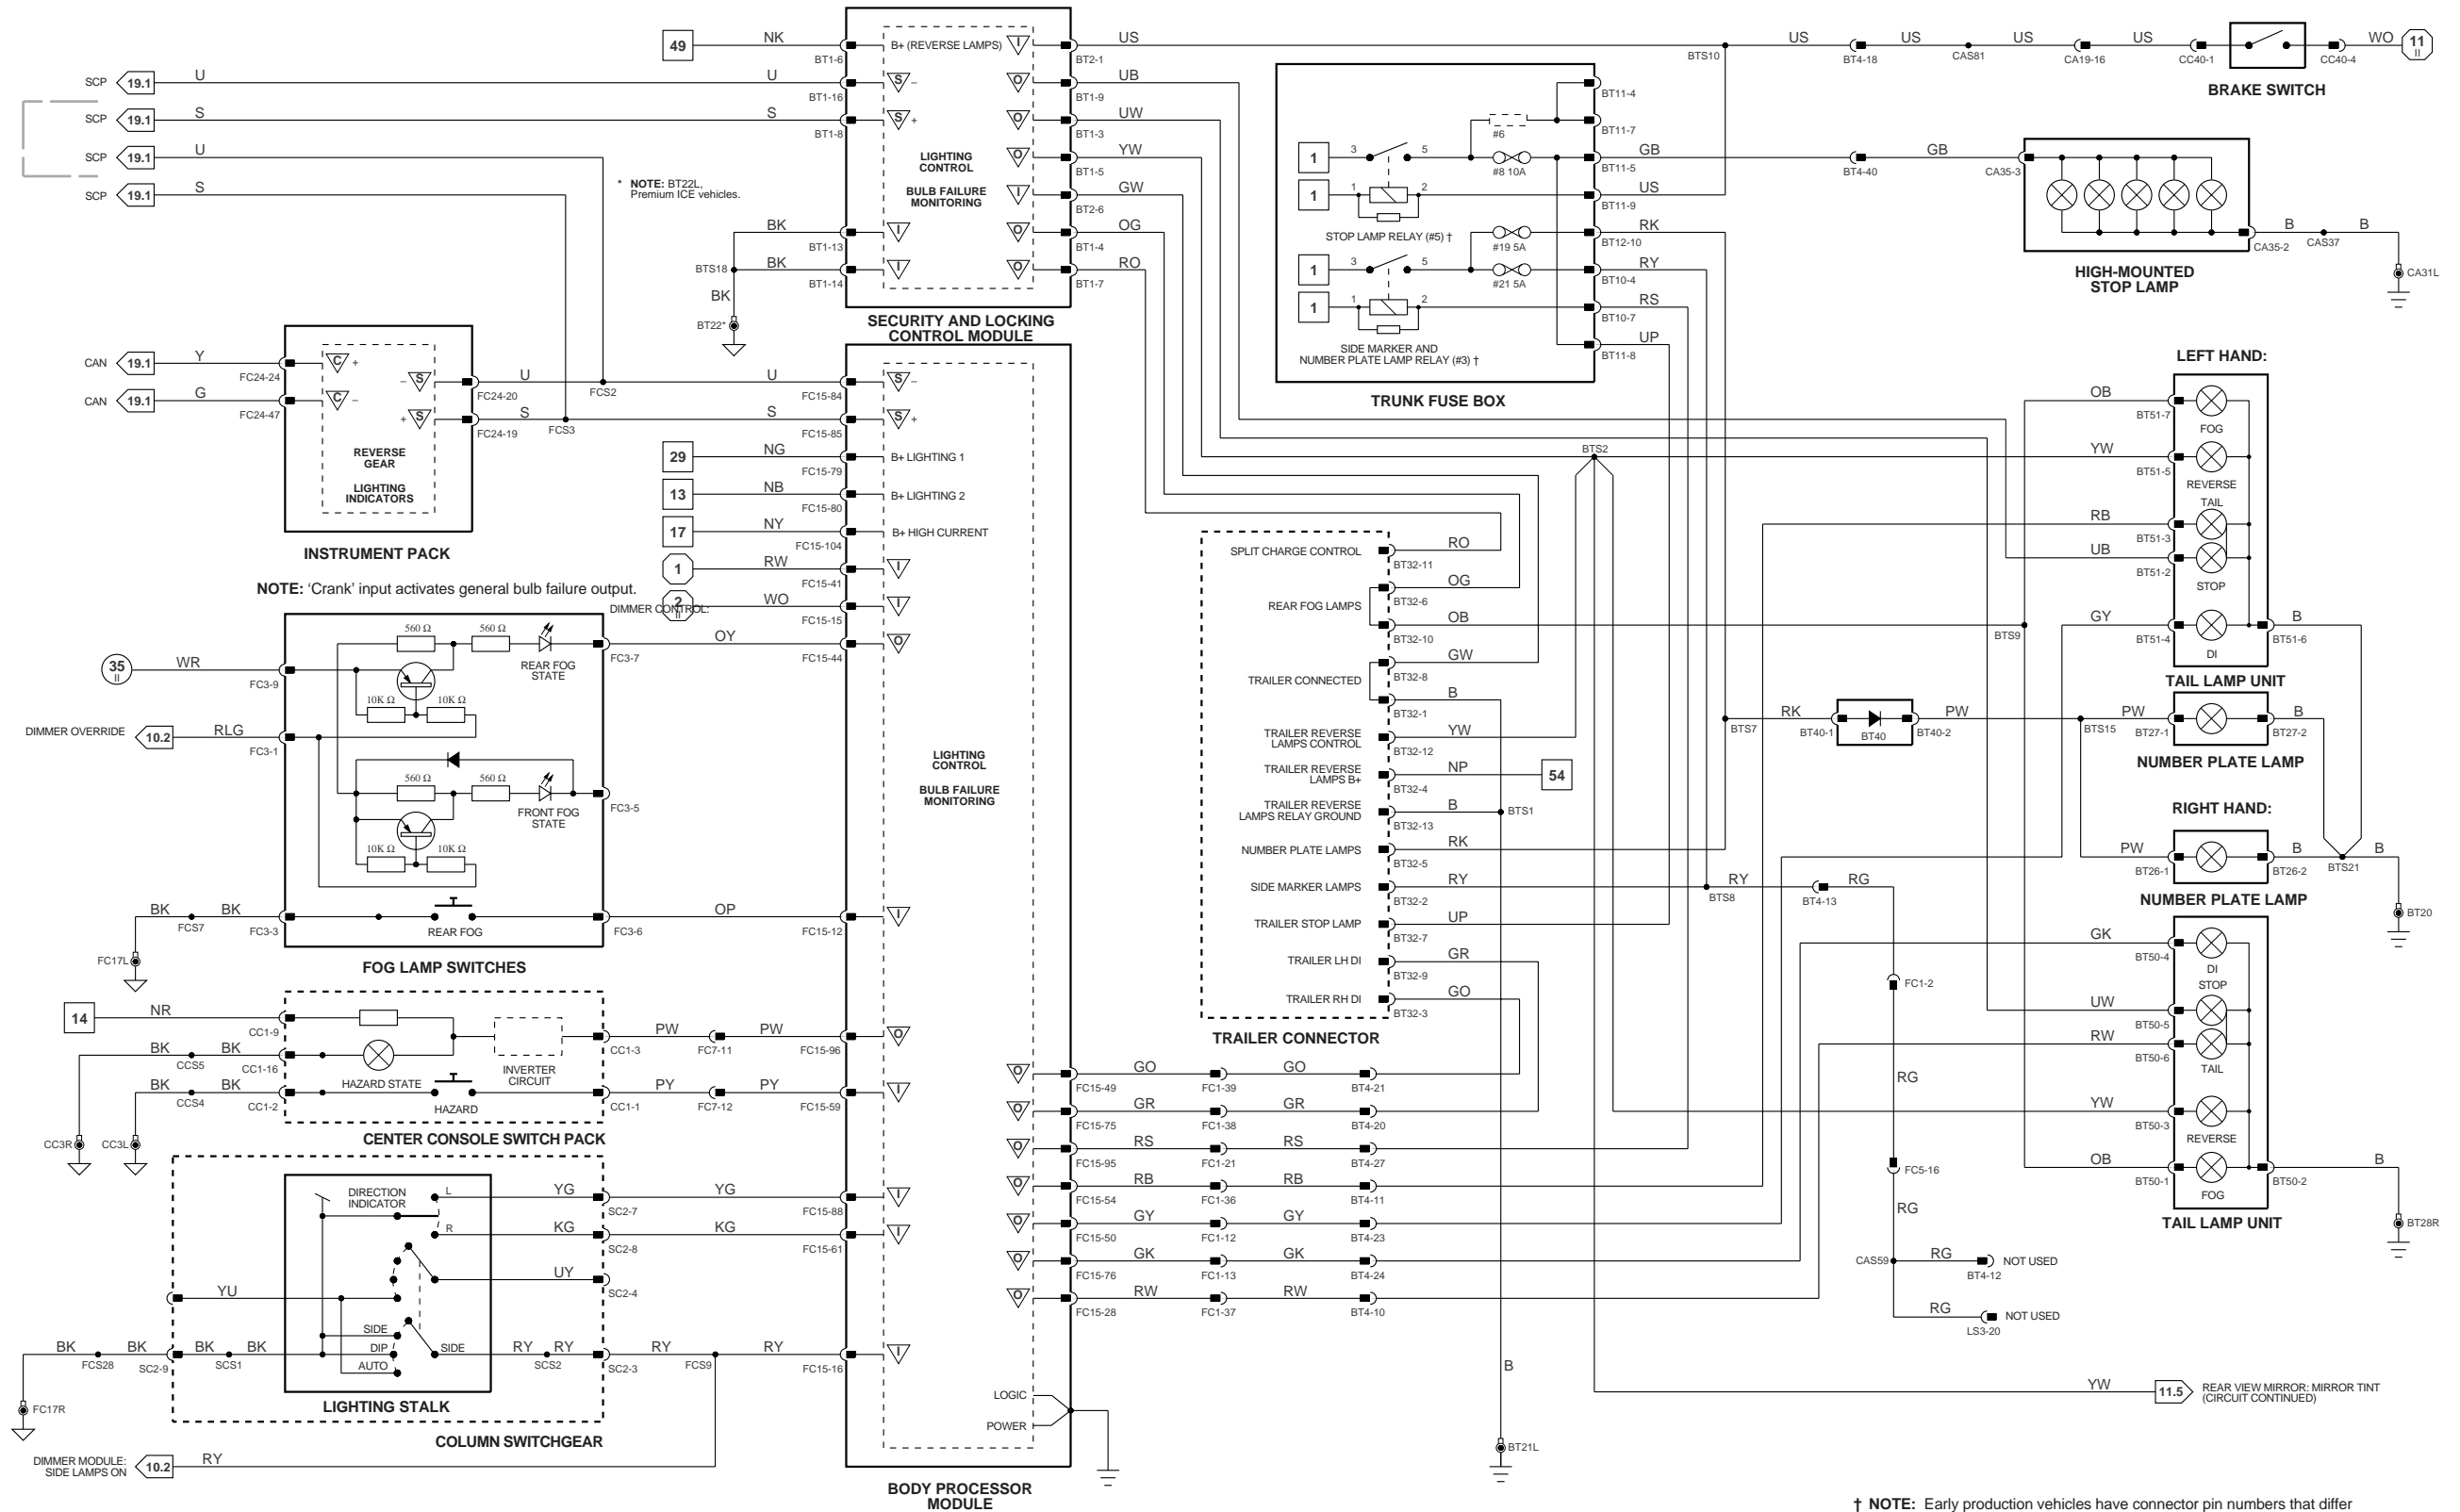 49 NK BT1-6 B+ (REVERSE LAMPS) I US BT2-1 BTS10 US BT4-18 US CAS81 US CA19-16 US CC40-1 CC40-4 WO 11 II
BRAKE SWITCH
SCP 19.1 U U BT1-16 S – O UB BT1-9
SCP 19.1 S S BT1-8 S + O UW BT1-3
SCP 19.1 U
SCP 19.1 S
* NOTE: BT22L,
Premium ICE vehicles.
LIGHTING
CONTROL
BULB FAILURE
MONITORING
O YW BT1-5
I GW BT2-6
BK BT1-13 I O OG BT1-4
BTS18 BK BT1-14 I O RO BT1-7
BK
BT22*
SECURITY AND LOCKING
CONTROL MODULE
BT11-4
#6 BT11-7
1 3 5 #8 10A BT11-5 GB BT4-40 GB CA35-3
1 1 2 BT11-9 US
STOP LAMP RELAY (#5) †
#19 5A BT12-10 RK
1 3 5 #21 5A BT10-4 RY
1 1 2 BT10-7 RS
SIDE MARKER AND
NUMBER PLATE LAMP RELAY (#3) †
BT11-8 UP
TRUNK FUSE BOX
CA35-2 B CAS37 B CA31L
HIGH-MOUNTED
STOP LAMP
CAN 19.1 Y FC24-24 C +
CAN 19.1 G FC24-47 C –
– S FC24-20 U FCS2 U FC15-84 S –
+ S FC24-19 S FCS3 S FC15-85 S +
REVERSE
GEAR
LIGHTING
INDICATORS
INSTRUMENT PACK
29 NG FC15-79 B+ LIGHTING 1
13 NB FC15-80 B+ LIGHTING 2
17 NY FC15-104 B+ HIGH CURRENT
1 RW FC15-41 I
2 II WO FC15-15 I
NOTE: ‘Crank’ input activates general bulb failure output.
DIMMER CONTROL:
560 Ω 560 Ω FC3-7 OY FC15-44 O
REAR FOG
STATE
35 II WR FC3-9
10K Ω 10K Ω
DIMMER OVERRIDE 10.2 RLG FC3-1
560 Ω 560 Ω FC3-5
FRONT FOG
STATE
10K Ω 10K Ω
BK FCS7 BK FC3-3 REAR FOG FC3-6 OP FC15-12 I
FC17L
FOG LAMP SWITCHES
LIGHTING
CONTROL
BULB FAILURE
MONITORING
14 NR CC1-9
BK CCS5 BK CC1-16 INVERTER
CIRCUIT
CC1-3 PW FC7-11 PW FC15-96 O
HAZARD STATE
BK CCS4 BK CC1-2 HAZARD CC1-1 PY FC7-12 PY FC15-59 I
CC3R CC3L
CENTER CONSOLE SWITCH PACK
DIRECTION
INDICATOR
L YG SC2-7 YG FC15-88 I
R KG SC2-8 KG FC15-61 I
UY SC2-4
YU
SIDE
DIP
AUTO
SIDE
BK FCS28 BK SC2-9 BK SCS1 BK RY SCS2 RY SC2-3 RY FCS9 RY FC15-16 I
FC17R
LIGHTING STALK
COLUMN SWITCHGEAR
DIMMER MODULE:
SIDE LAMPS ON
10.2 RY
LOGIC
POWER
BODY PROCESSOR
MODULE
SPLIT CHARGE CONTROL BT32-11 RO
REAR FOG LAMPS BT32-6 OG
BT32-10 OB
TRAILER CONNECTED BT32-8 GW
BT32-1 B
TRAILER REVERSE
LAMPS CONTROL BT32-12 YW
TRAILER REVERSE
LAMPS B+ BT32-4 NP 54
TRAILER REVERSE
LAMPS RELAY GROUND BT32-13 B BTS1
NUMBER PLATE LAMPS BT32-5 RK
SIDE MARKER LAMPS BT32-2 RY BTS8 RY BT4-13 RG
TRAILER STOP LAMP BT32-7 UP
TRAILER LH DI BT32-9 GR
TRAILER RH DI BT32-3 GO
TRAILER CONNECTOR
O FC15-49 GO FC1-39 GO BT4-21
O FC15-75 GR FC1-38 GR BT4-20
O FC15-95 RS FC1-21 RS BT4-27
O FC15-54 RB FC1-36 RB BT4-11
O FC15-50 GY FC1-12 GY BT4-23
O FC15-76 GK FC1-13 GK BT4-24
O FC15-28 RW FC1-37 RW BT4-10
B
BT21L
BTS2
BTS9
LEFT HAND:
OB BT51-7 FOG
YW BT51-5 REVERSE
TAIL
RB BT51-3
UB BT51-2 STOP
GY BT51-4 DI BT51-6 B
TAIL LAMP UNIT
BTS7 RK BT40-1 BT40 BT40-2 PW BTS15 PW BT27-1 BT27-2 B
NUMBER PLATE LAMP
RIGHT HAND:
PW BT26-1 BT26-2 B BTS21 B
BT20
NUMBER PLATE LAMP
GK BT50-4 DI
STOP
UW BT50-5
RW BT50-6 TAIL
YW BT50-3 REVERSE
OB BT50-1 FOG BT50-2 B
BT28R
TAIL LAMP UNIT
FC1-2
RG
FC5-16
RG
CAS59 RG BT4-12 NOT USED
RG LS3-20 NOT USED
YW 11.5 REAR VIEW MIRROR: MIRROR TINT
(CIRCUIT CONTINUED)
† NOTE: Early production vehicles have connector pin numbers that differ